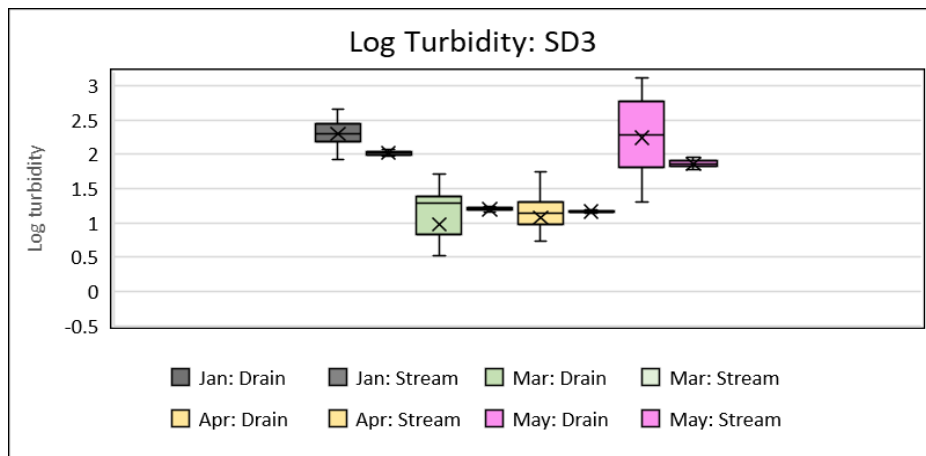 Log Turbidity: SD3
Log turbidity
3
2.5
2
1.5
1
0.5
0
-0.5
Jan: Drain Jan: Stream Mar: Drain Mar: Stream
Apr: Drain Apr: Stream May: Drain May: Stream